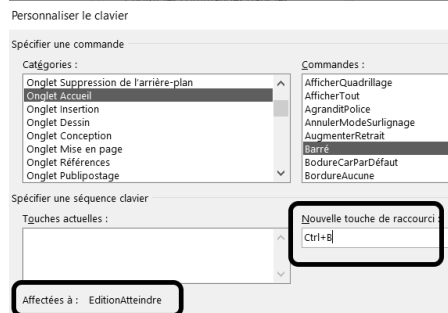 Personnaliser le clavier
Spécifier une commande
Catégories :
Onglet Suppression de l'arrière-plan
Onglet Accueil
Onglet Insertion
Onglet Dessin
Onglet Conception
Onglet Mise en page
Onglet Références
Onglet Publipostage
Commandes :
AfficherQuadrillage
AfficherTout
AgranditPolice
AnnulerModeSurlignage
AugmenterRetrait
Barré
BodureCarParDéfaut
BordureAucune
Spécifier une séquence clavier
Touches actuelles :
Nouvelle touche de raccourci :
Ctrl+B
Affectées à : EditionAtteindre